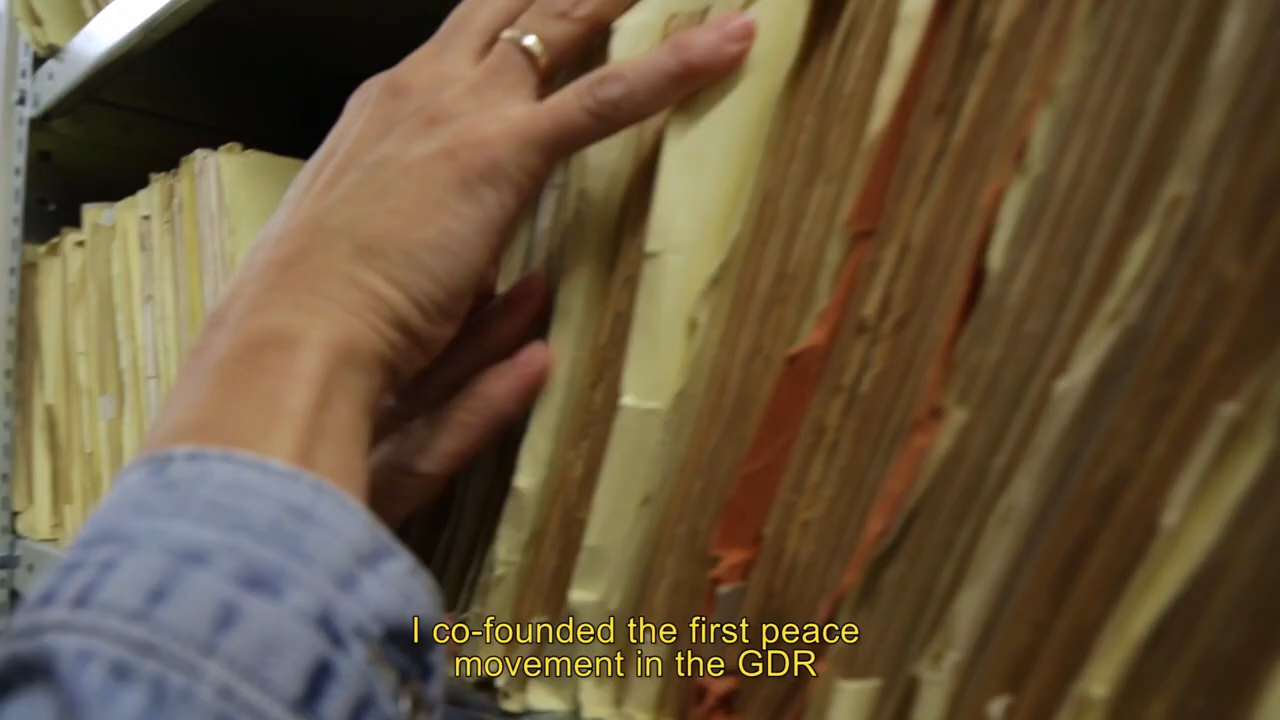 I co-founded the first peace
movement in the GDR